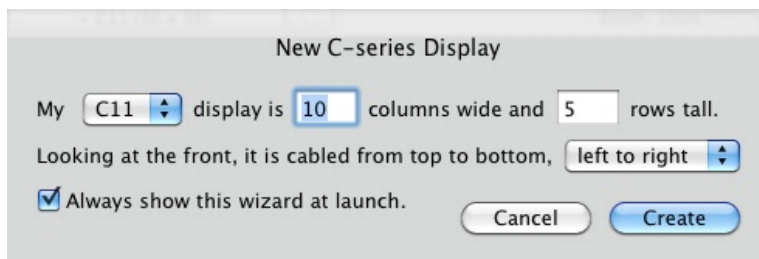 New C-series Display
My C11 display is 10 columns wide and 5 rows tall.
Looking at the front, it is cabled from top to bottom, left to right
Always show this wizard at launch.
Cancel Create